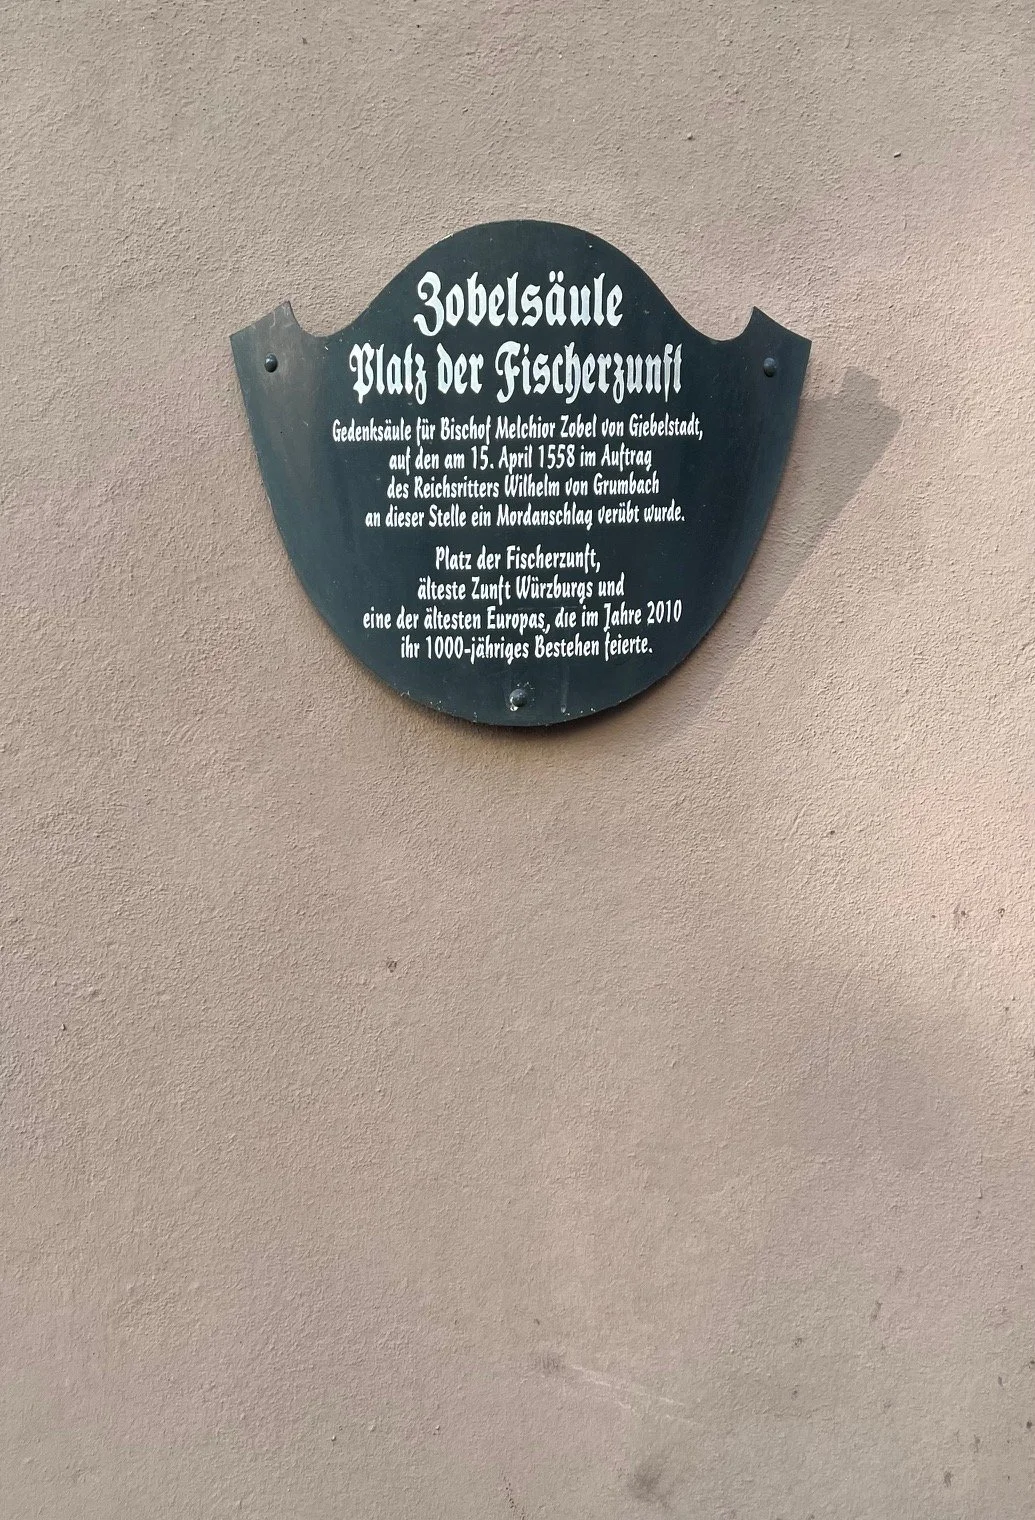 Zobelsäule
Platz der Fischerzunft
Gedenksäule für Bischof Melchior Zobel von Giebelstadt,
auf den am 15. April 1558 im Auftrag
des Reichsritters Wilhelm von Grumbach
an dieser Stelle ein Mordanschlag verübt wurde.
Platz der Fischerzunft,
älteste Zunft Würzburgs und
eine der ältesten Europas, die im Jahre 2010
ihr 1000-jähriges Bestehen feierte.